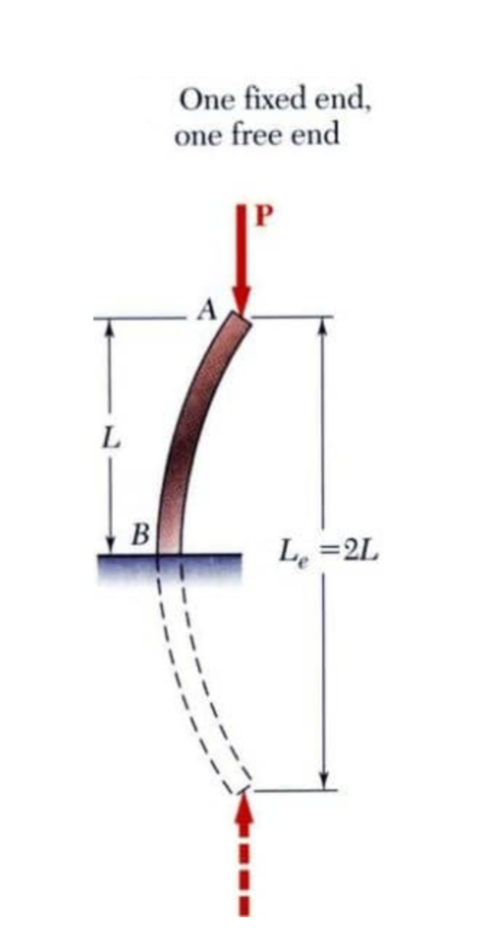 One fixed end,
one free end
P
A
L
B
Lₑ =2L